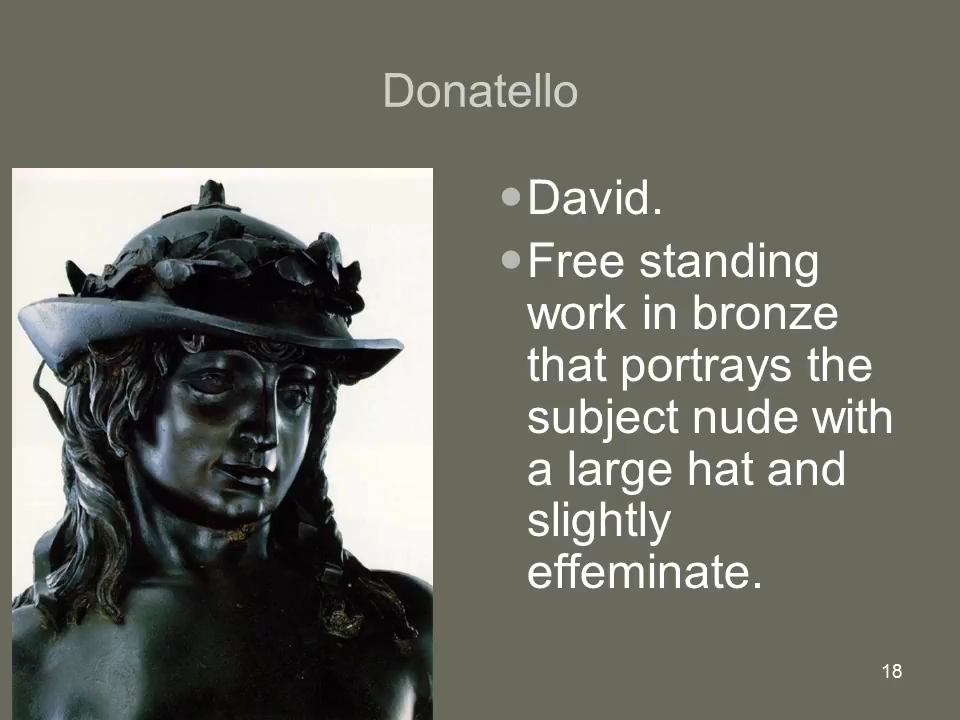 Donatello
David.
Free standing
work in bronze
that portrays the
subject nude with
a large hat and
slightly
effeminate.
18